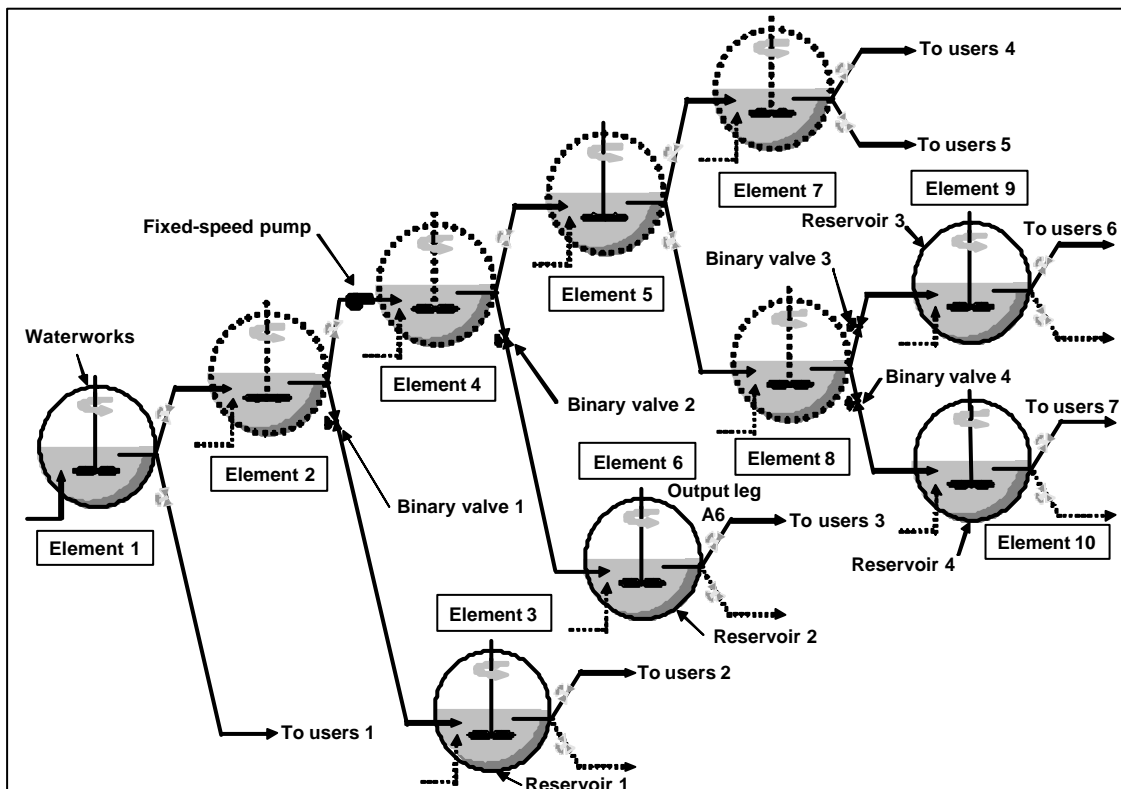 To users 4
To users 5
Element 7
Element 9
Reservoir 3
To users 6
Fixed-speed pump
Binary valve 3
Element 5
Waterworks
Element 4
Binary valve 4
Binary valve 2
To users 7
Element 2
Element 6
Element 8
Output leg
A6
Binary valve 1
To users 3
Element 1
Element 10
Reservoir 4
Element 3
Reservoir 2
To users 2
To users 1
Reservoir 1